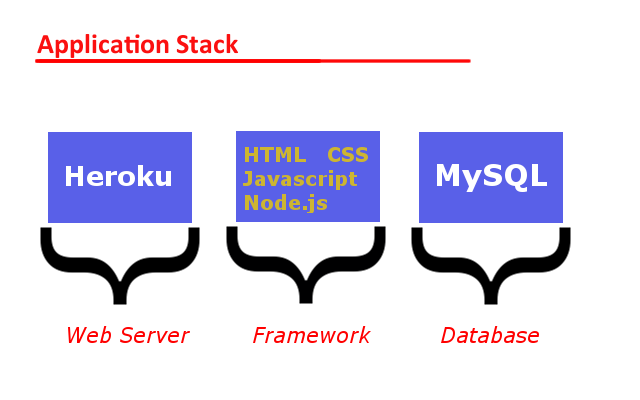 Application Stack
Heroku
HTML CSS
Javascript
Node.js
MySQL
Web Server
Framework
Database